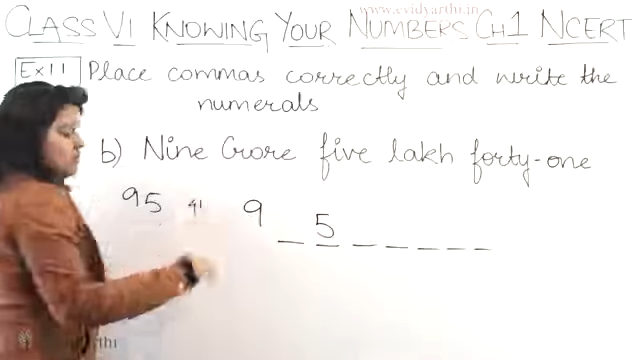 www.evidyarthi.in
CLASS VI KNOWING YOUR NUMBERS CH1 NCERT
Ex 1.1 Place commas correctly and write the
numerals
b) Nine Crore five lakh forty-one
95 41 9 _ 5 _ _ _ _ _